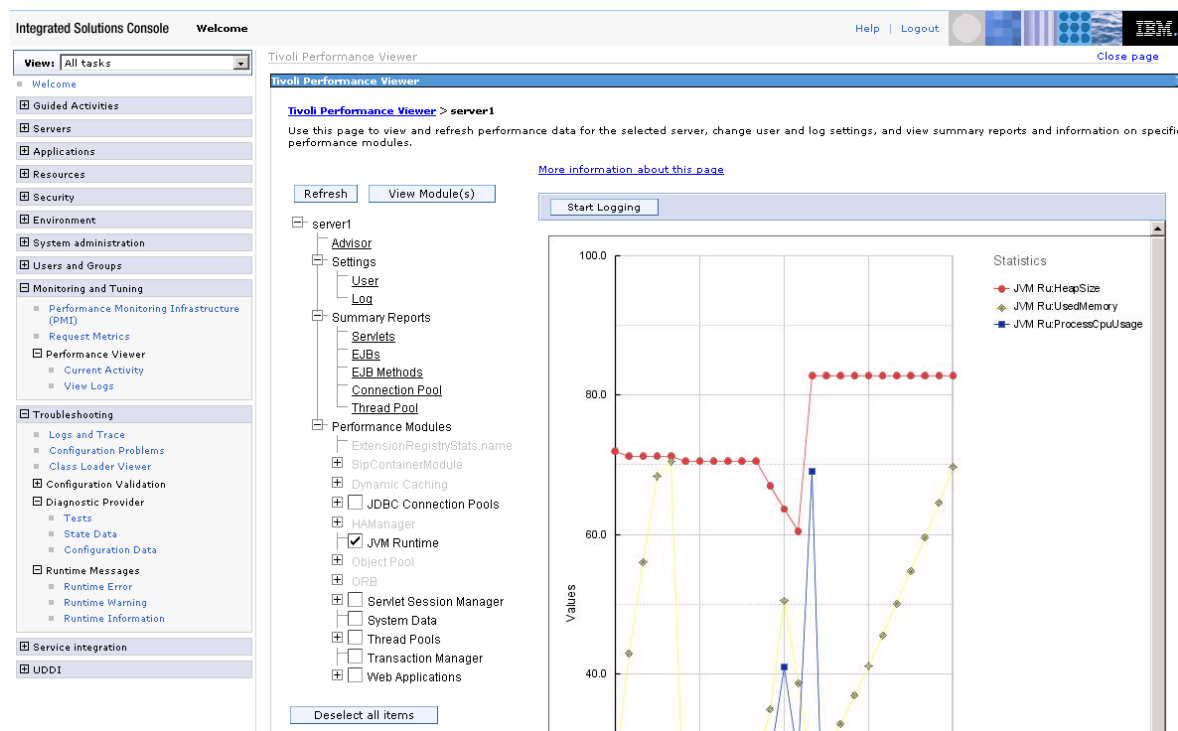 Integrated Solutions Console Welcome Help | Logout IBM.
View: All tasks
Welcome
Guided Activities
Servers
Applications
Resources
Security
Environment
System administration
Users and Groups
Monitoring and Tuning
Performance Monitoring Infrastructure
(PMI)
Request Metrics
Performance Viewer
Current Activity
View Logs
Troubleshooting
Logs and Trace
Configuration Problems
Class Loader Viewer
Configuration Validation
Diagnostic Provider
Tests
State Data
Configuration Data
Runtime Messages
Runtime Error
Runtime Warning
Runtime Information
Service integration
UDDI
Tivoli Performance Viewer Close page
Tivoli Performance Viewer
Tivoli Performance Viewer > server1
Use this page to view and refresh performance data for the selected server, change user and log settings, and view summary reports and information on specifi
performance modules.
More information about this page
Refresh View Module(s)
server1
Advisor
Settings
User
Log
Summary Reports
Servlets
EJBs
EJB Methods
Connection Pool
Thread Pool
Performance Modules
ExtensionRegistryStats.name
SipContainerModule
Dynamic Caching
JDBC Connection Pools
HAManager
JVM Runtime
Object Pool
ORB
Servlet Session Manager
System Data
Thread Pools
Transaction Manager
Web Applications
Deselect all items
Start Logging
100.0
80.0
60.0
40.0
Values
Statistics
JVM Ru:HeapSize
JVM Ru:UsedMemory
JVM Ru:ProcessCpuUsage